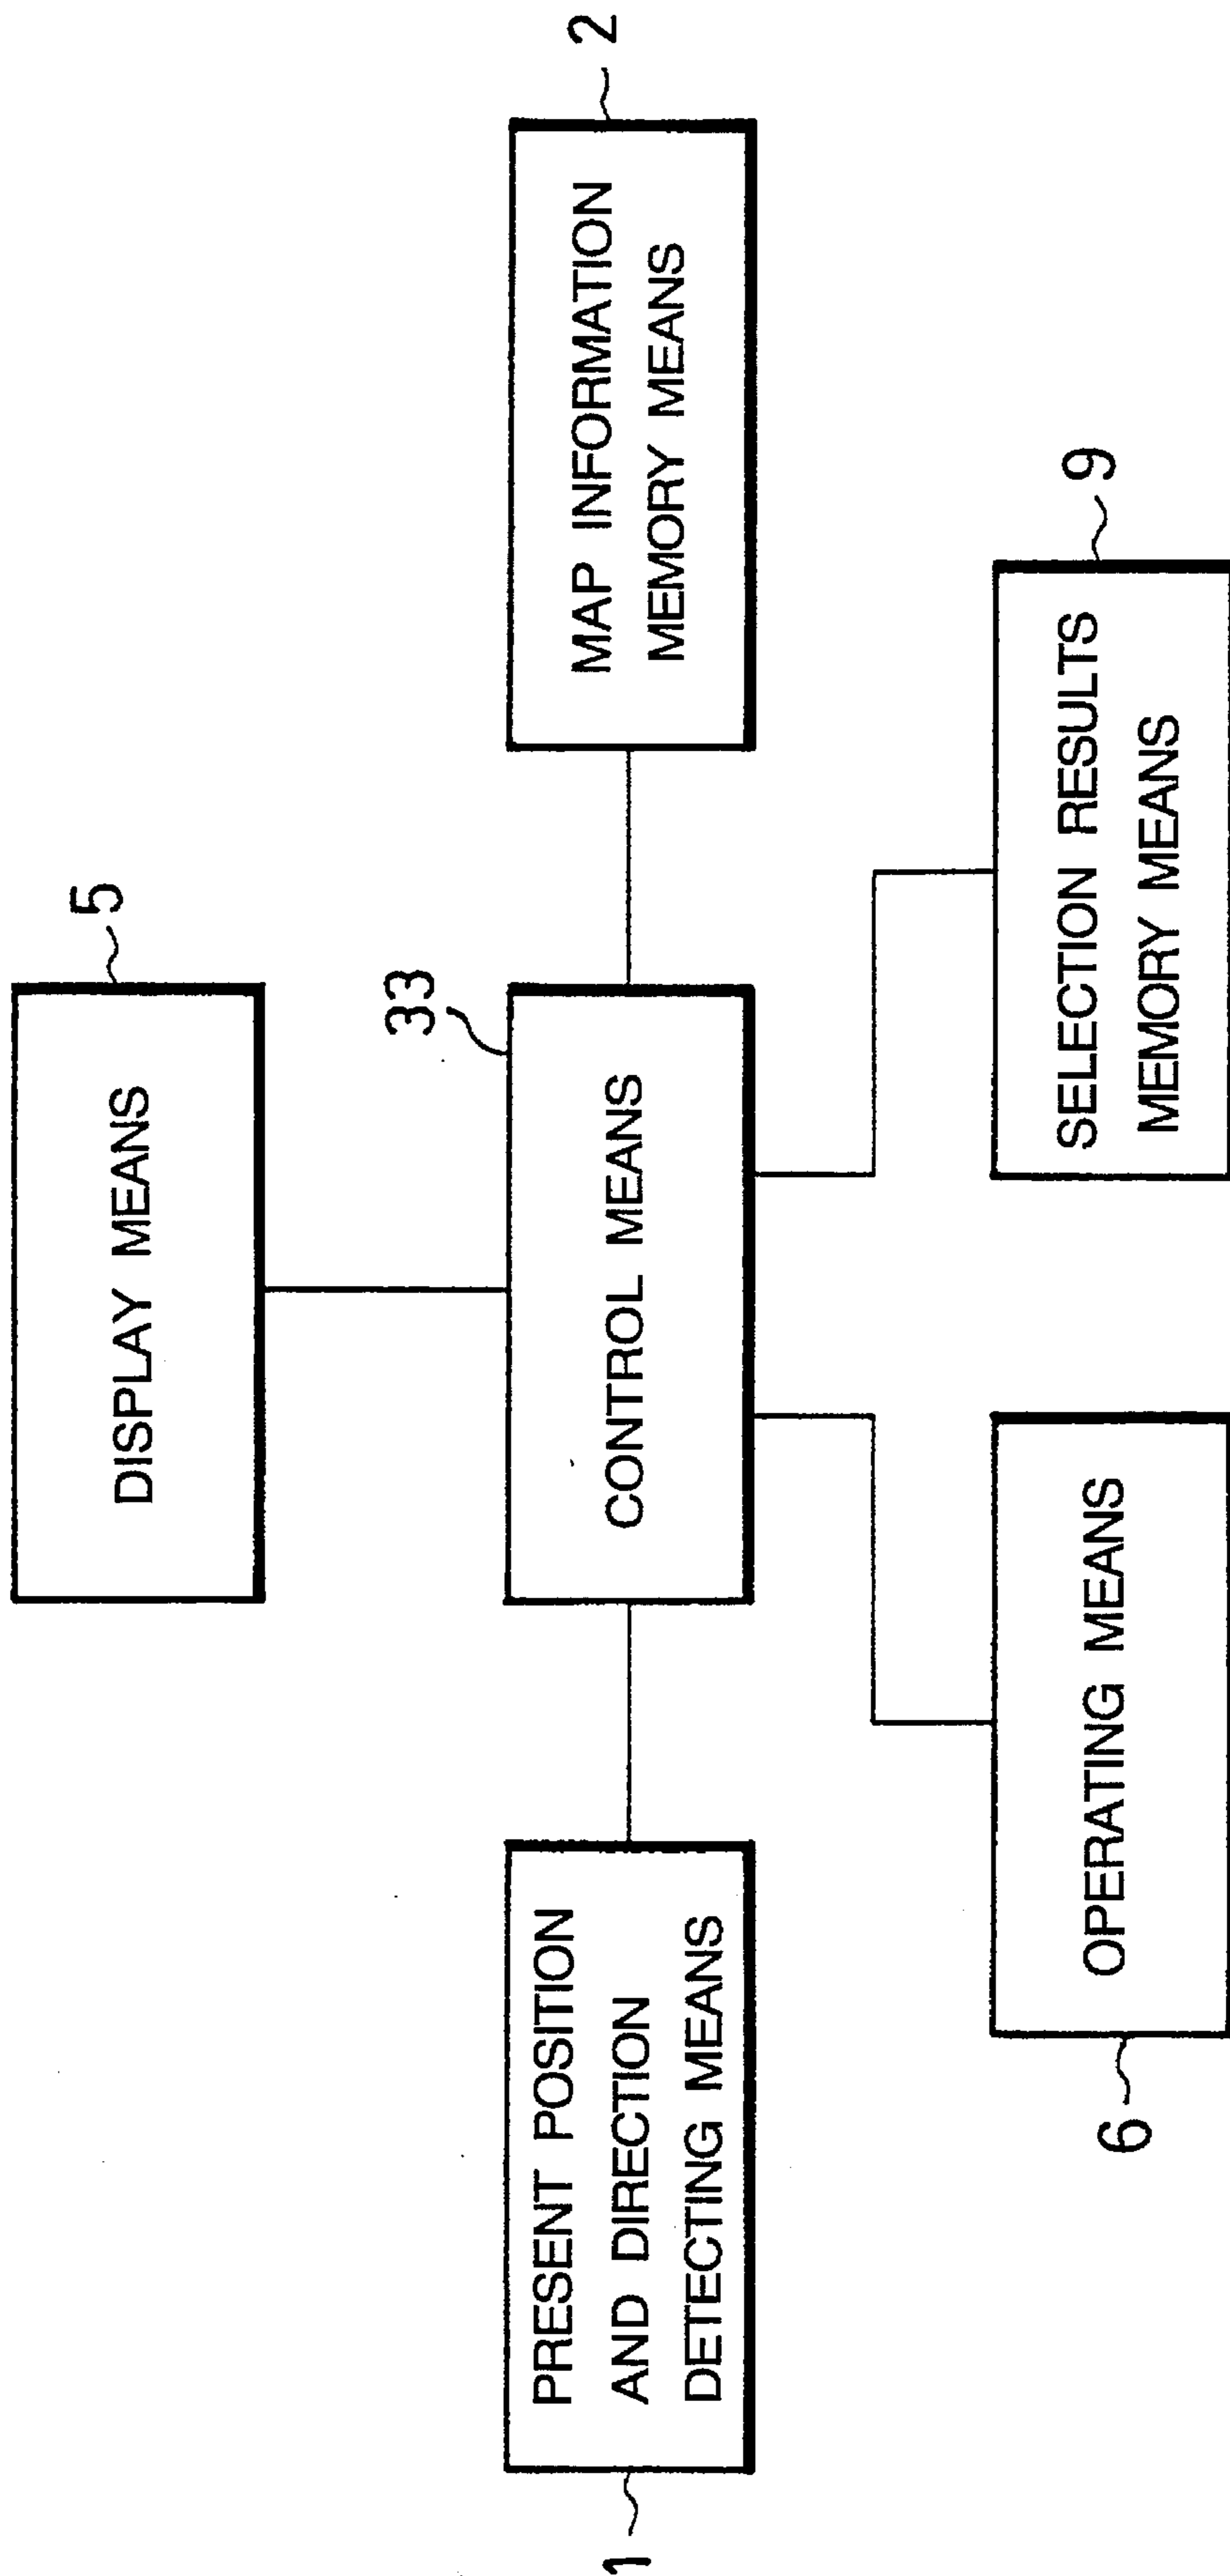 5
DISPLAY MEANS
33
1
PRESENT POSITION
AND DIRECTION
DETECTING MEANS
CONTROL MEANS
2
MAP INFORMATION
MEMORY MEANS
6
OPERATING MEANS
9
SELECTION RESULTS
MEMORY MEANS